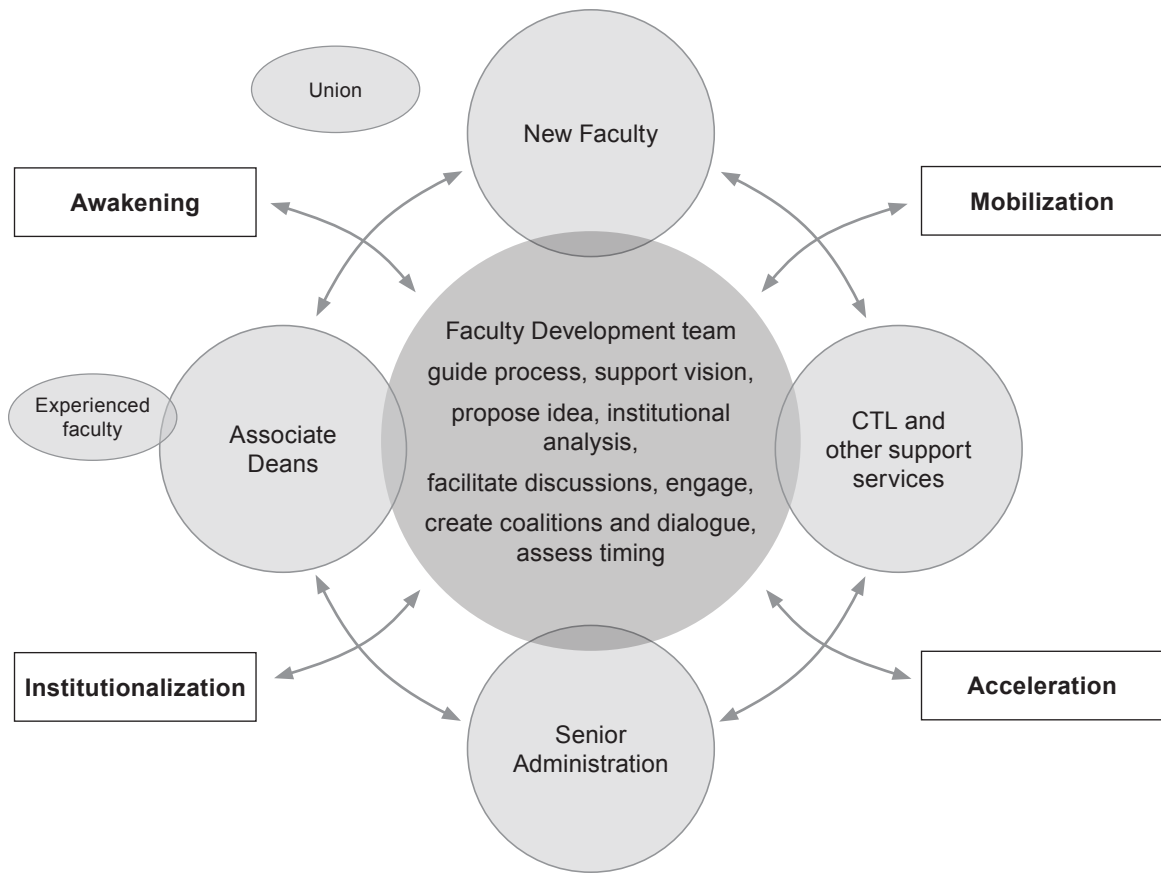 Union
New Faculty
Awakening
Mobilization
Faculty Development team
guide process, support vision,
propose idea, institutional
analysis,
facilitate discussions, engage,
create coalitions and dialogue,
assess timing
Experienced
faculty
Associate
Deans
CTL and
other support
services
Institutionalization
Acceleration
Senior
Administration